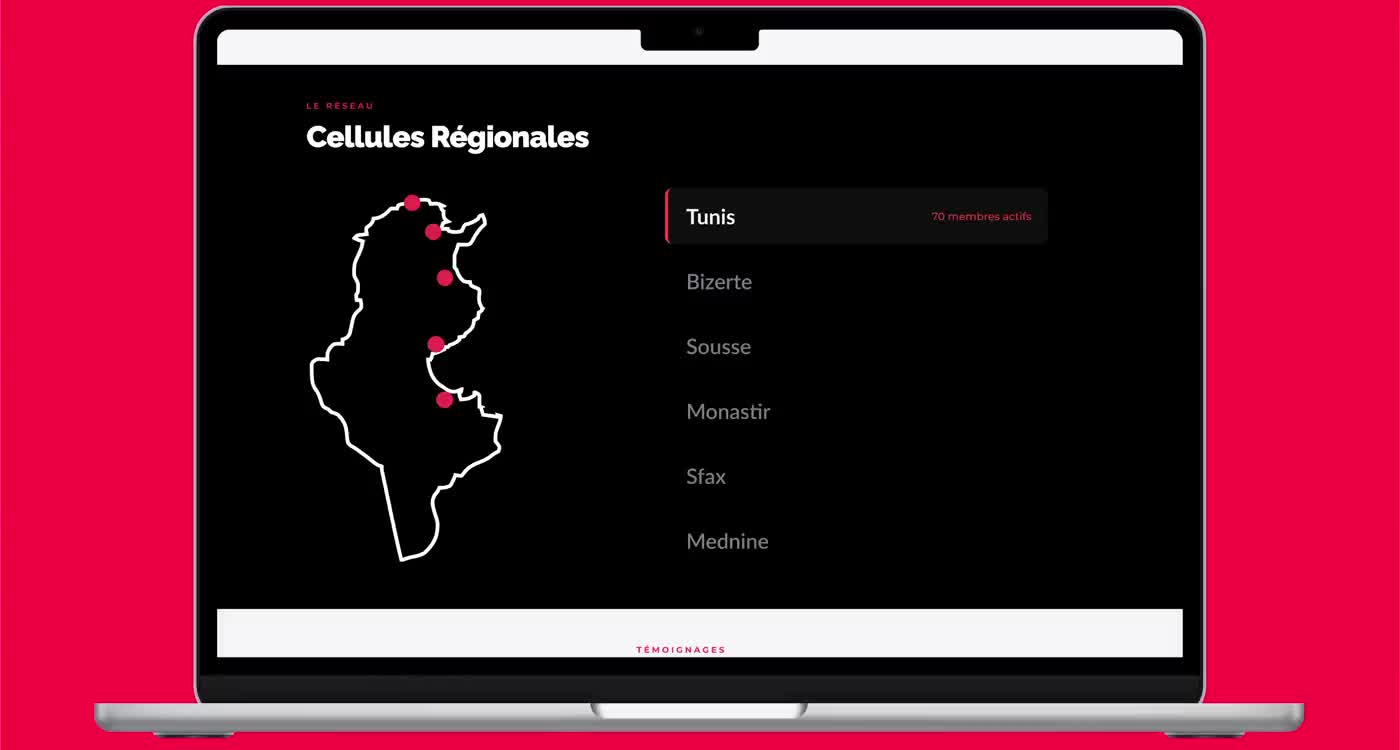 LE RÉSEAU
Cellules Régionales
Tunis
70 membres actifs
Bizerte
Sousse
Monastir
Sfax
Mednine
TÉMOIGNAGES